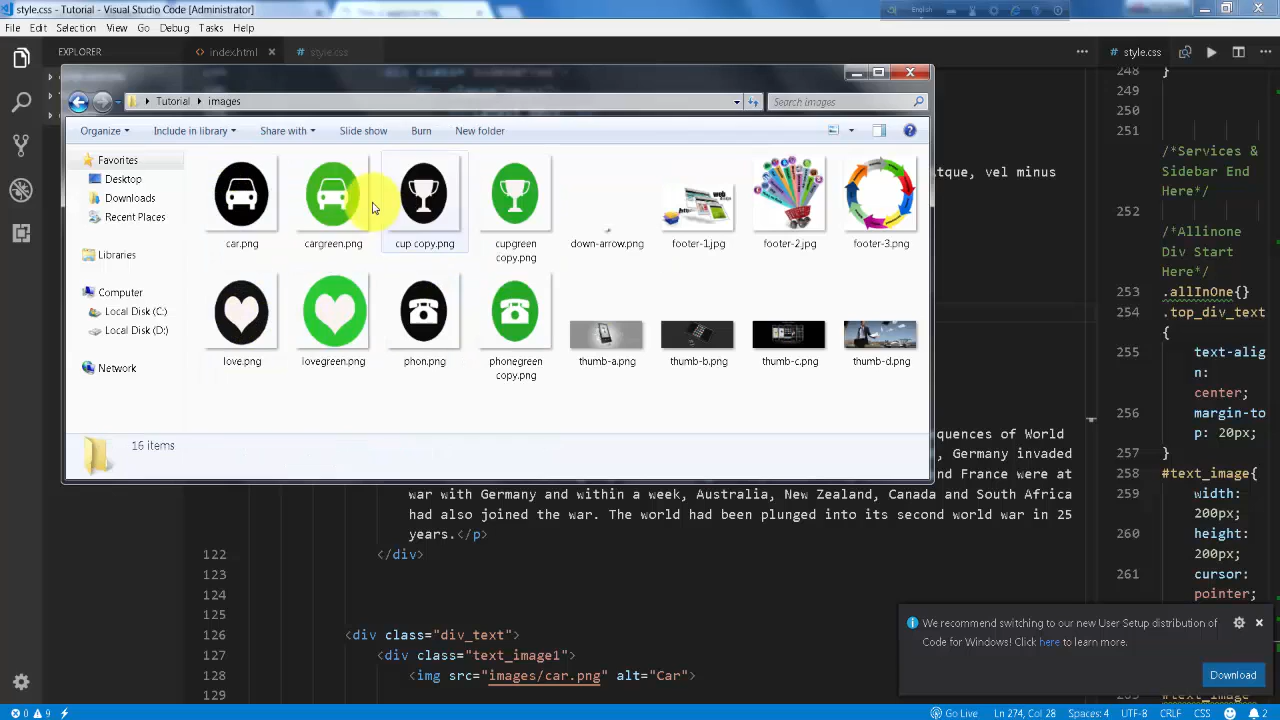 style.css - Tutorial - Visual Studio Code [Administrator]
English
File Edit Selection View Go Debug Tasks Help
EXPLORER
index.html
style.css
style.css
Tutorial
images
Search images
Organize
Include in library
Share with
Slide show
Burn
New folder
Favorites
Desktop
Downloads
Recent Places
Libraries
Computer
Local Disk (C:)
Local Disk (D:)
Network
car.png
cargreen.png
cup copy.png
cupgreen copy.png
down-arrow.png
footer-1.jpg
footer-2.jpg
footer-3.png
love.png
lovegreen.png
phon.png
phonegreen copy.png
thumb-a.png
thumb-b.png
thumb-c.png
thumb-d.png
16 items
vel minus
quences of World
, Germany invaded
nd France were at
war with Germany and within a week, Australia, New Zealand, Canada and South Africa
had also joined the war. The world had been plunged into its second world war in 25
years.</p>
122 </div>
123
124
125
126 <div class="div_text">
127 <div class="text_image1">
128 <img src="images/car.png" alt="Car">
129
248 }
249
250
251 /*Services &
Sidebar End
Here*/
252 /*Allinone
Div Start
Here*/
253 .allInOne{}
254 .top_div_text
{
255 text-alig
n:
center;
256 margin-to
p: 20px;
257 }
258 #text_image{
259 width:
200px;
260 height:
200px;
261 cursor:
pointer;
We recommend switching to our new User Setup distribution of
Code for Windows! Click here to learn more.
Download
0 9
Go Live
Ln 274, Col 28
Spaces: 4
UTF-8
CRLF
CSS
2